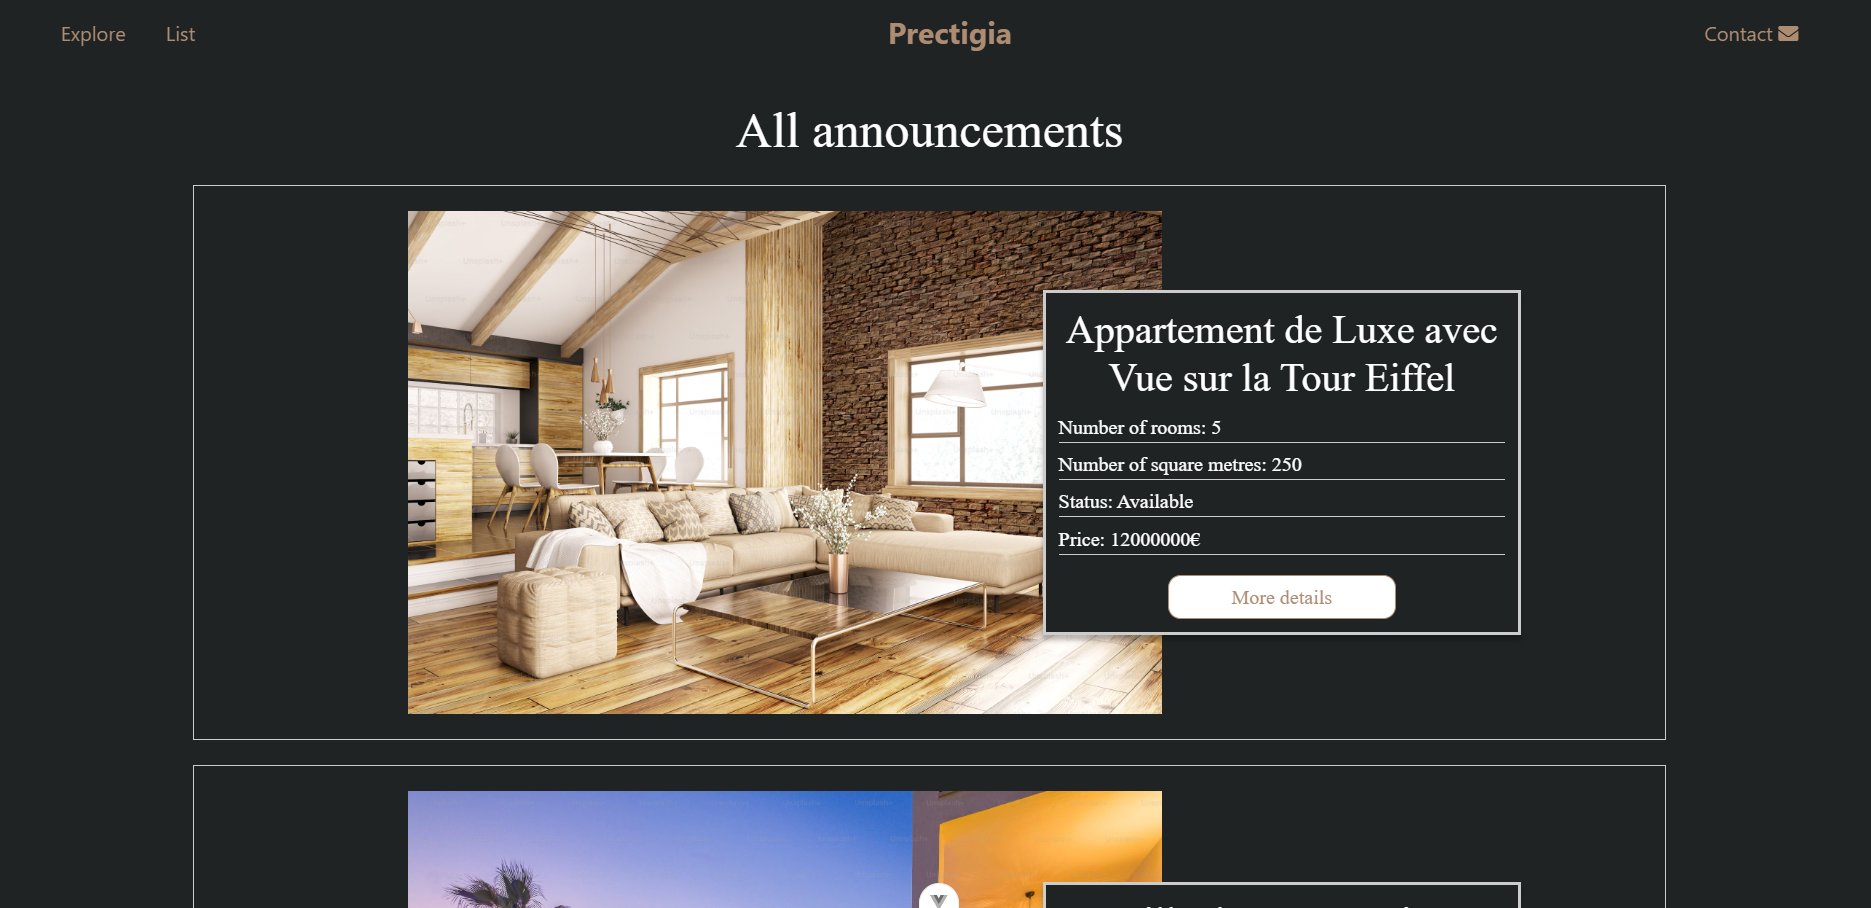 Explore
List
Prectigia
Contact
All announcements
Appartement de Luxe avec
Vue sur la Tour Eiffel
Number of rooms: 5
Number of square metres: 250
Status: Available
Price: 12000000€
More details